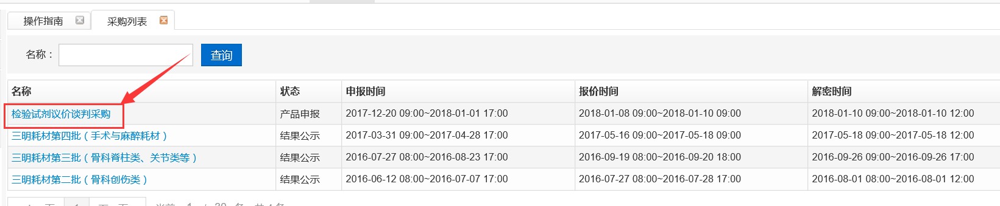 操作指南 采购列表
名称： 查询
名称 状态 申报时间 报价时间 解密时间
检验试剂议价谈判采购 产品申报 2017-12-20 09:00~2018-01-01 17:00 2018-01-08 09:00~2018-01-10 09:00 2018-01-10 09:00~2018-01-10 12:00
三明耗材第四批（手术与麻醉耗材） 结果公示 2017-03-31 09:00~2017-04-28 17:00 2017-05-16 09:00~2017-05-18 09:00 2017-05-18 09:00~2017-05-18 12:00
三明耗材第三批（骨科脊柱类、关节类等） 结果公示 2016-07-27 08:00~2016-08-23 17:00 2016-09-19 08:00~2016-09-20 18:00 2016-09-26 09:00~2016-09-26 17:00
三明耗材第二批（骨科创伤类） 结果公示 2016-06-12 08:00~2016-07-07 17:00 2016-07-27 08:00~2016-07-28 17:00 2016-08-01 08:00~2016-08-01 12:00